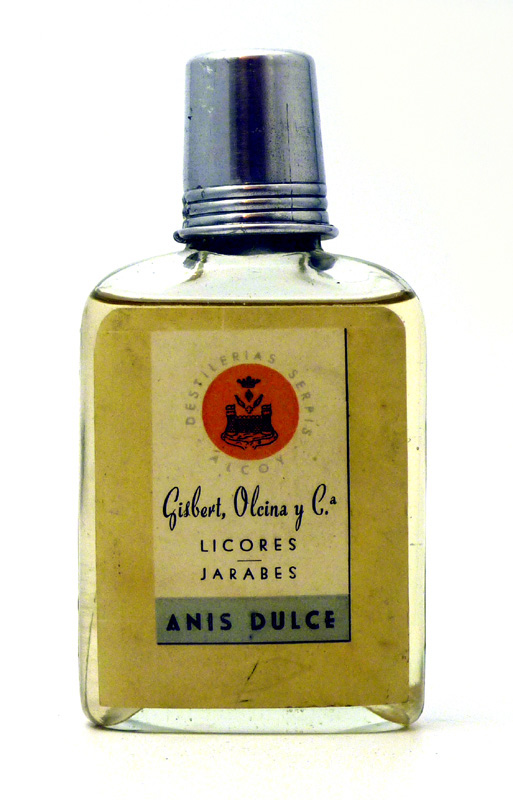 DESTILERIAS SERPIS
ALCOY
Gisbert, Olcina y C.ª
LICORES
JARABES
ANIS DULCE